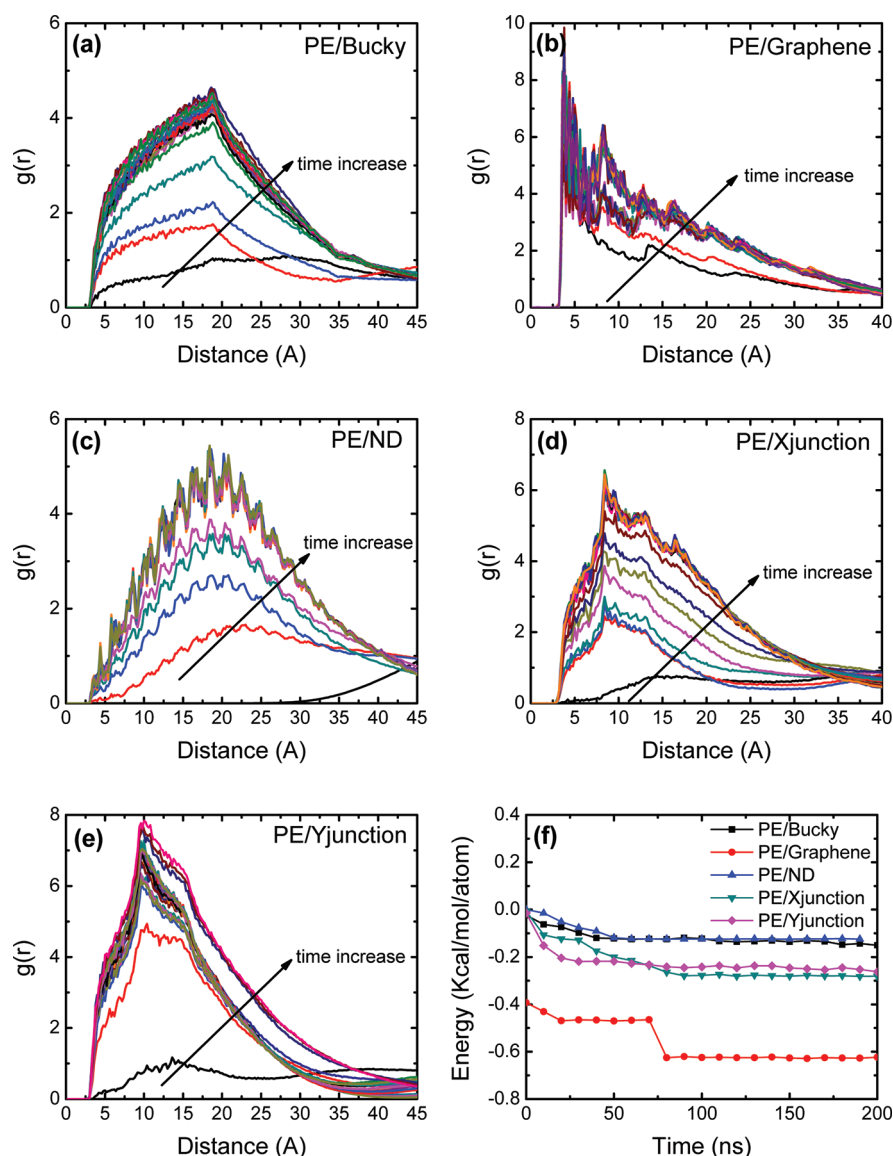 (a) PE/Bucky
g(r)
6
4
2
0
time increase
0 5 10 15 20 25 30 35 40 45
Distance (A)
(b) PE/Graphene
g(r)
10
8
6
4
2
0
time increase
0 5 10 15 20 25 30 35 40
Distance (A)
(c) PE/ND
g(r)
6
4
2
0
time increase
0 5 10 15 20 25 30 35 40 45
Distance (A)
(d) PE/Xjunction
g(r)
8
6
4
2
0
time increase
0 5 10 15 20 25 30 35 40
Distance (A)
(e) PE/Yjunction
g(r)
8
6
4
2
0
time increase
0 5 10 15 20 25 30 35 40 45
Distance (A)
(f)
PE/Bucky
PE/Graphene
PE/ND
PE/Xjunction
PE/Yjunction
Energy (Kcal/mol/atom)
0.4
0.2
0.0
-0.2
-0.4
-0.6
-0.8
0 50 100 150 200
Time (ns)